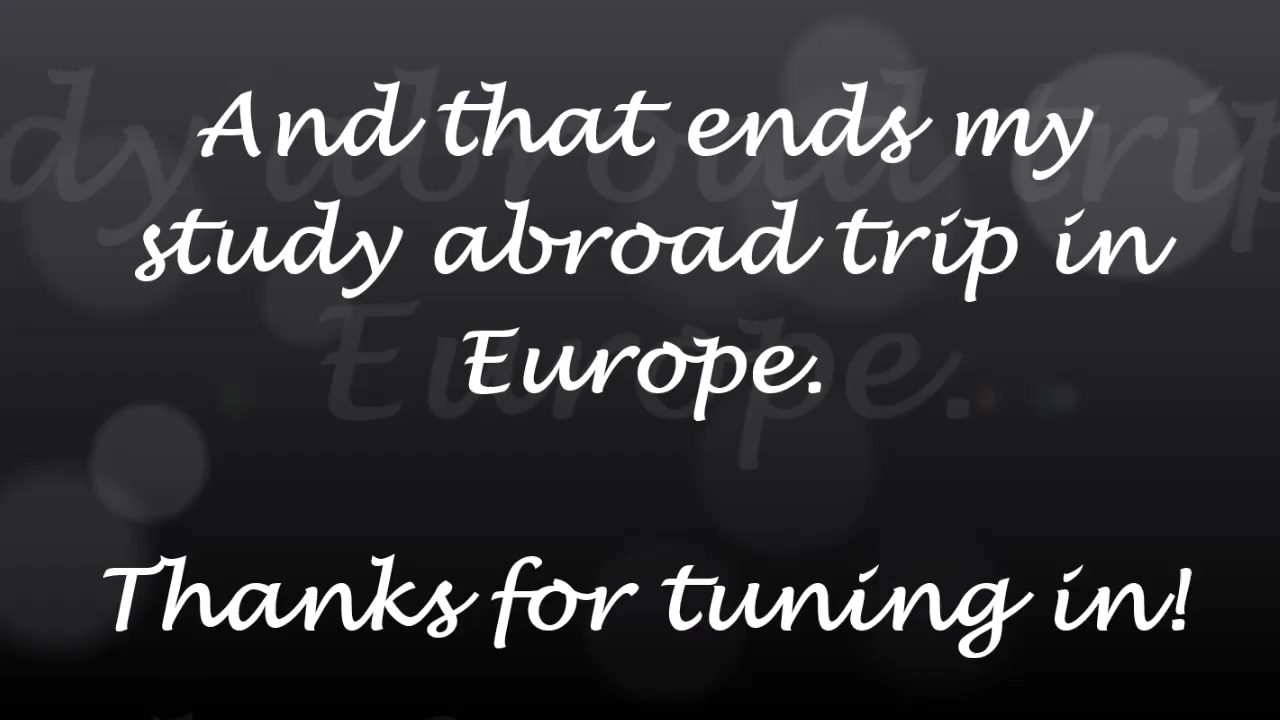 And that ends my
study abroad trip in
Europe.
Thanks for tuning in!